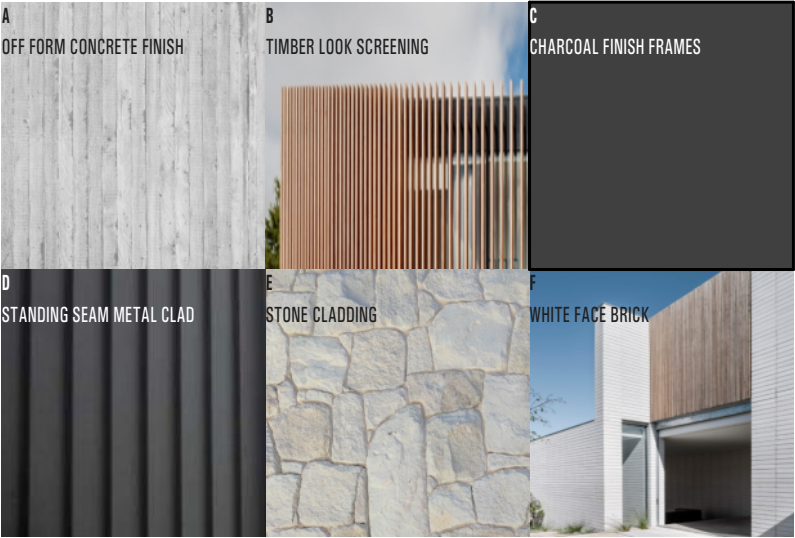 A
OFF FORM CONCRETE FINISH
B
TIMBER LOOK SCREENING
C
CHARCOAL FINISH FRAMES
D
STANDING SEAM METAL CLAD
E
STONE CLADDING
F
WHITE FACE BRICK